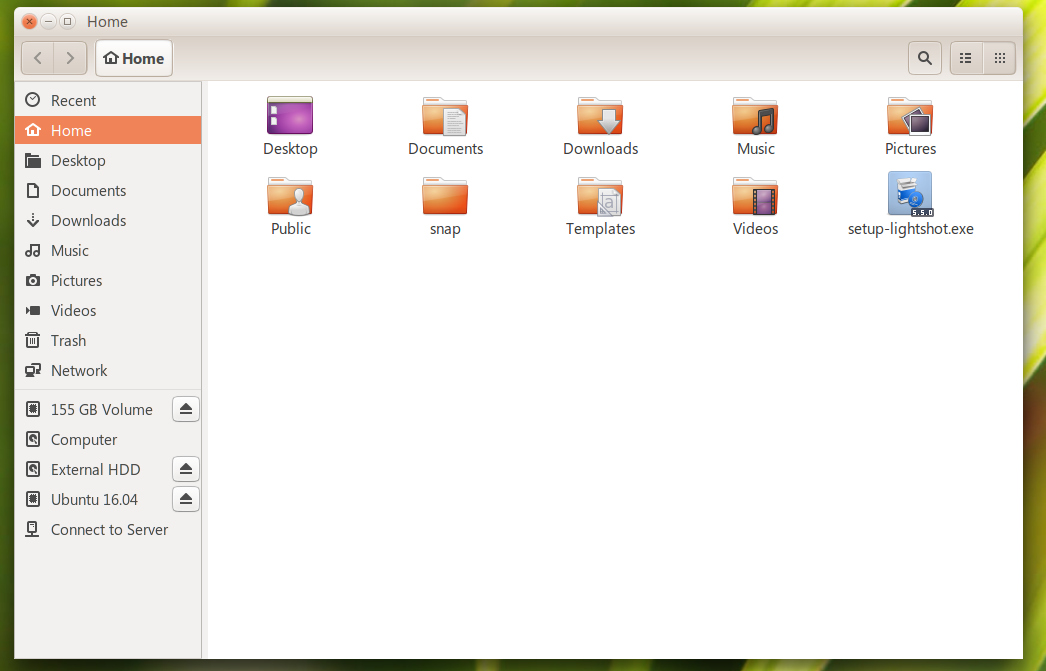 Home
Home
Recent
Home
Desktop
Documents
Downloads
Music
Pictures
Videos
Trash
Network
155 GB Volume
Computer
External HDD
Ubuntu 16.04
Connect to Server
Desktop
Documents
Downloads
Music
Pictures
Public
snap
Templates
Videos
5.5.0
setup-lightshot.exe